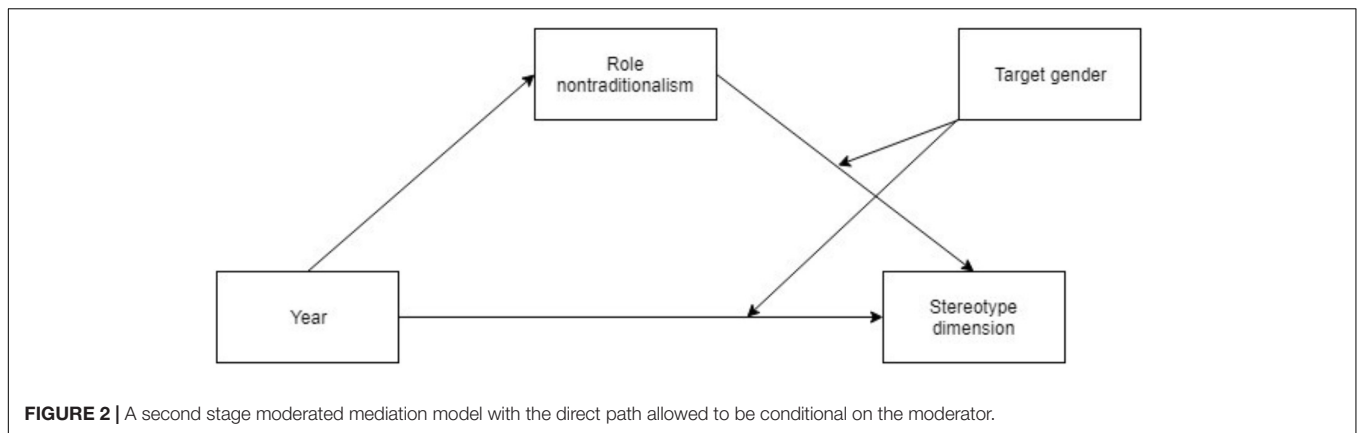 Role
nontraditionalism
Target gender
Year
Stereotype
dimension
FIGURE 2 | A second stage moderated mediation model with the direct path allowed to be conditional on the moderator.